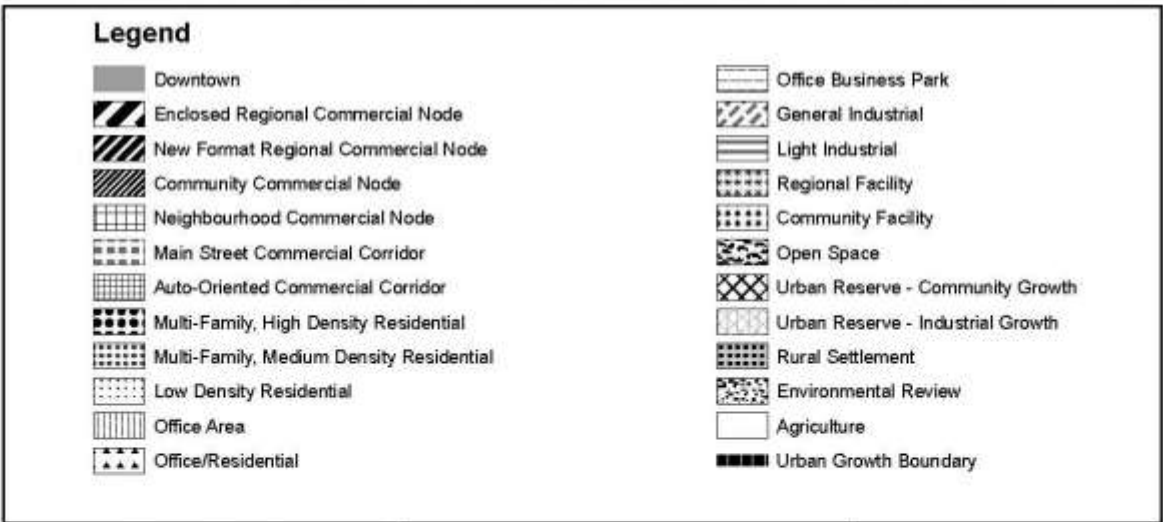 Legend
Downtown
Enclosed Regional Commercial Node
New Format Regional Commercial Node
Community Commercial Node
Neighbourhood Commercial Node
Main Street Commercial Corridor
Auto-Oriented Commercial Corridor
Multi-Family, High Density Residential
Multi-Family, Medium Density Residential
Low Density Residential
Office Area
Office/Residential
Office Business Park
General Industrial
Light Industrial
Regional Facility
Community Facility
Open Space
Urban Reserve - Community Growth
Urban Reserve - Industrial Growth
Rural Settlement
Environmental Review
Agriculture
Urban Growth Boundary